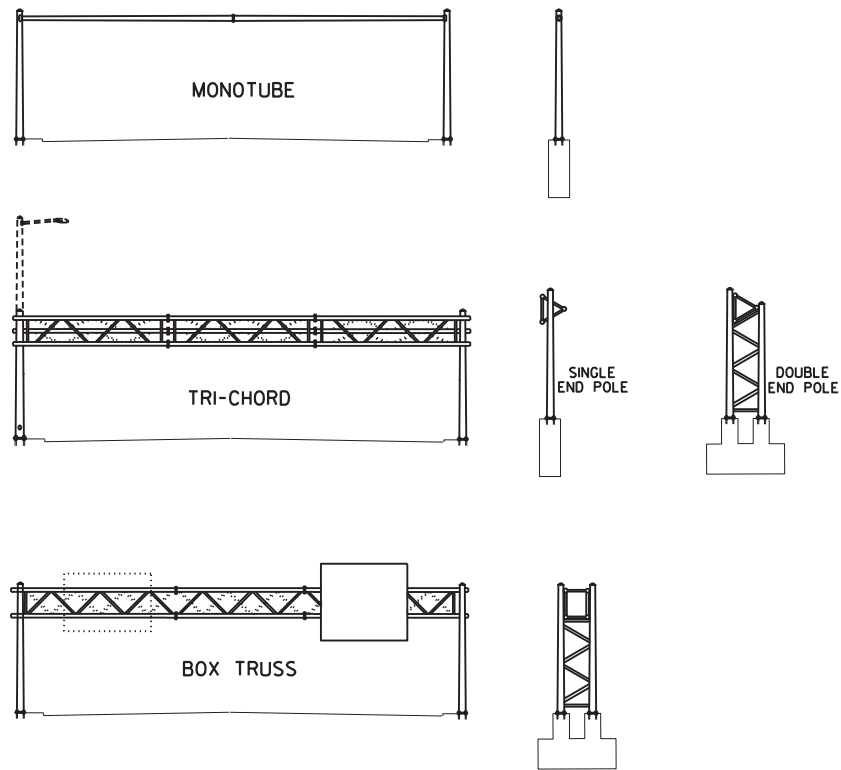 MONOTUBE
SINGLE
END POLE
DOUBLE
END POLE
TRI-CHORD
BOX TRUSS